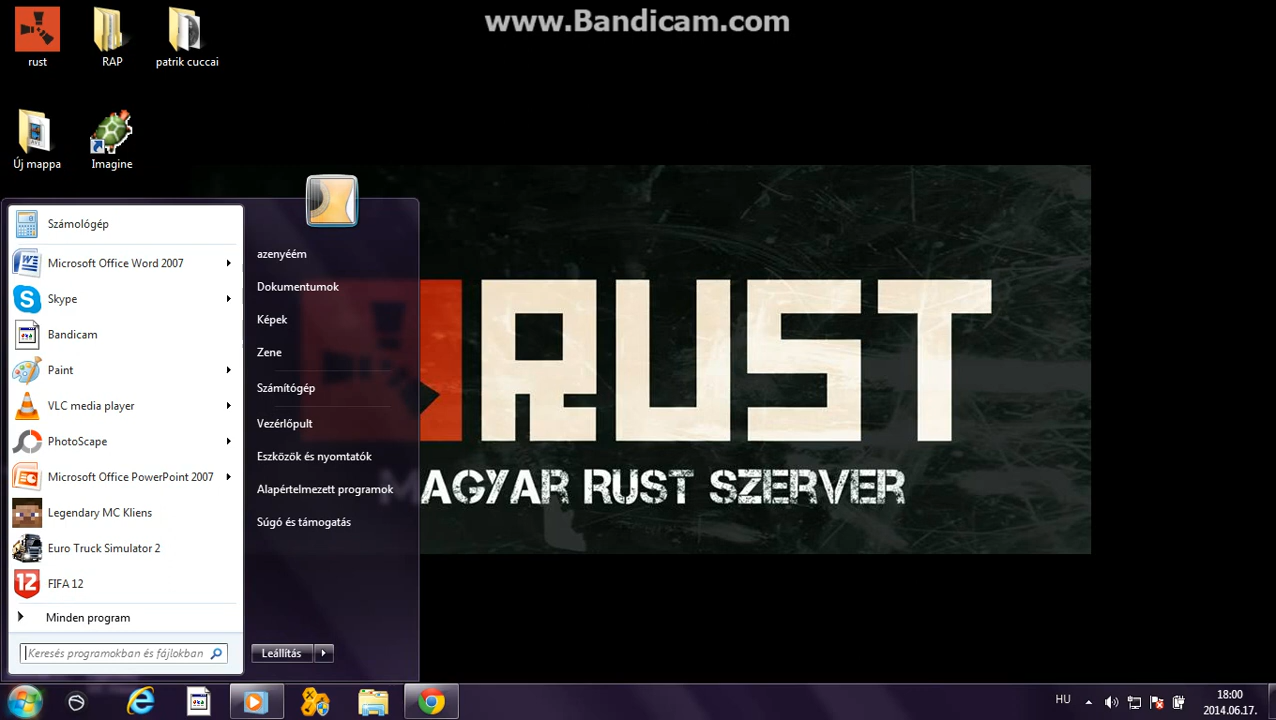 www.Bandicam.com
rust
RAP
patrik cuccai
Új mappa
Imagine
Számológép
Microsoft Office Word 2007
Skype
Bandicam
Paint
VLC media player
PhotoScape
Microsoft Office PowerPoint 2007
Legendary MC Kliens
Euro Truck Simulator 2
12
FIFA 12
Minden program
Keresés programokban és fájlokban
azenyéém
Dokumentumok
Képek
Zene
Számítógép
Vezérlőpult
Eszközök és nyomtatók
Alapértelmezett programok
Súgó és támogatás
Leállítás
RUST
AGYAR RUST SZERVER
HU
18:00
2014.06.17.